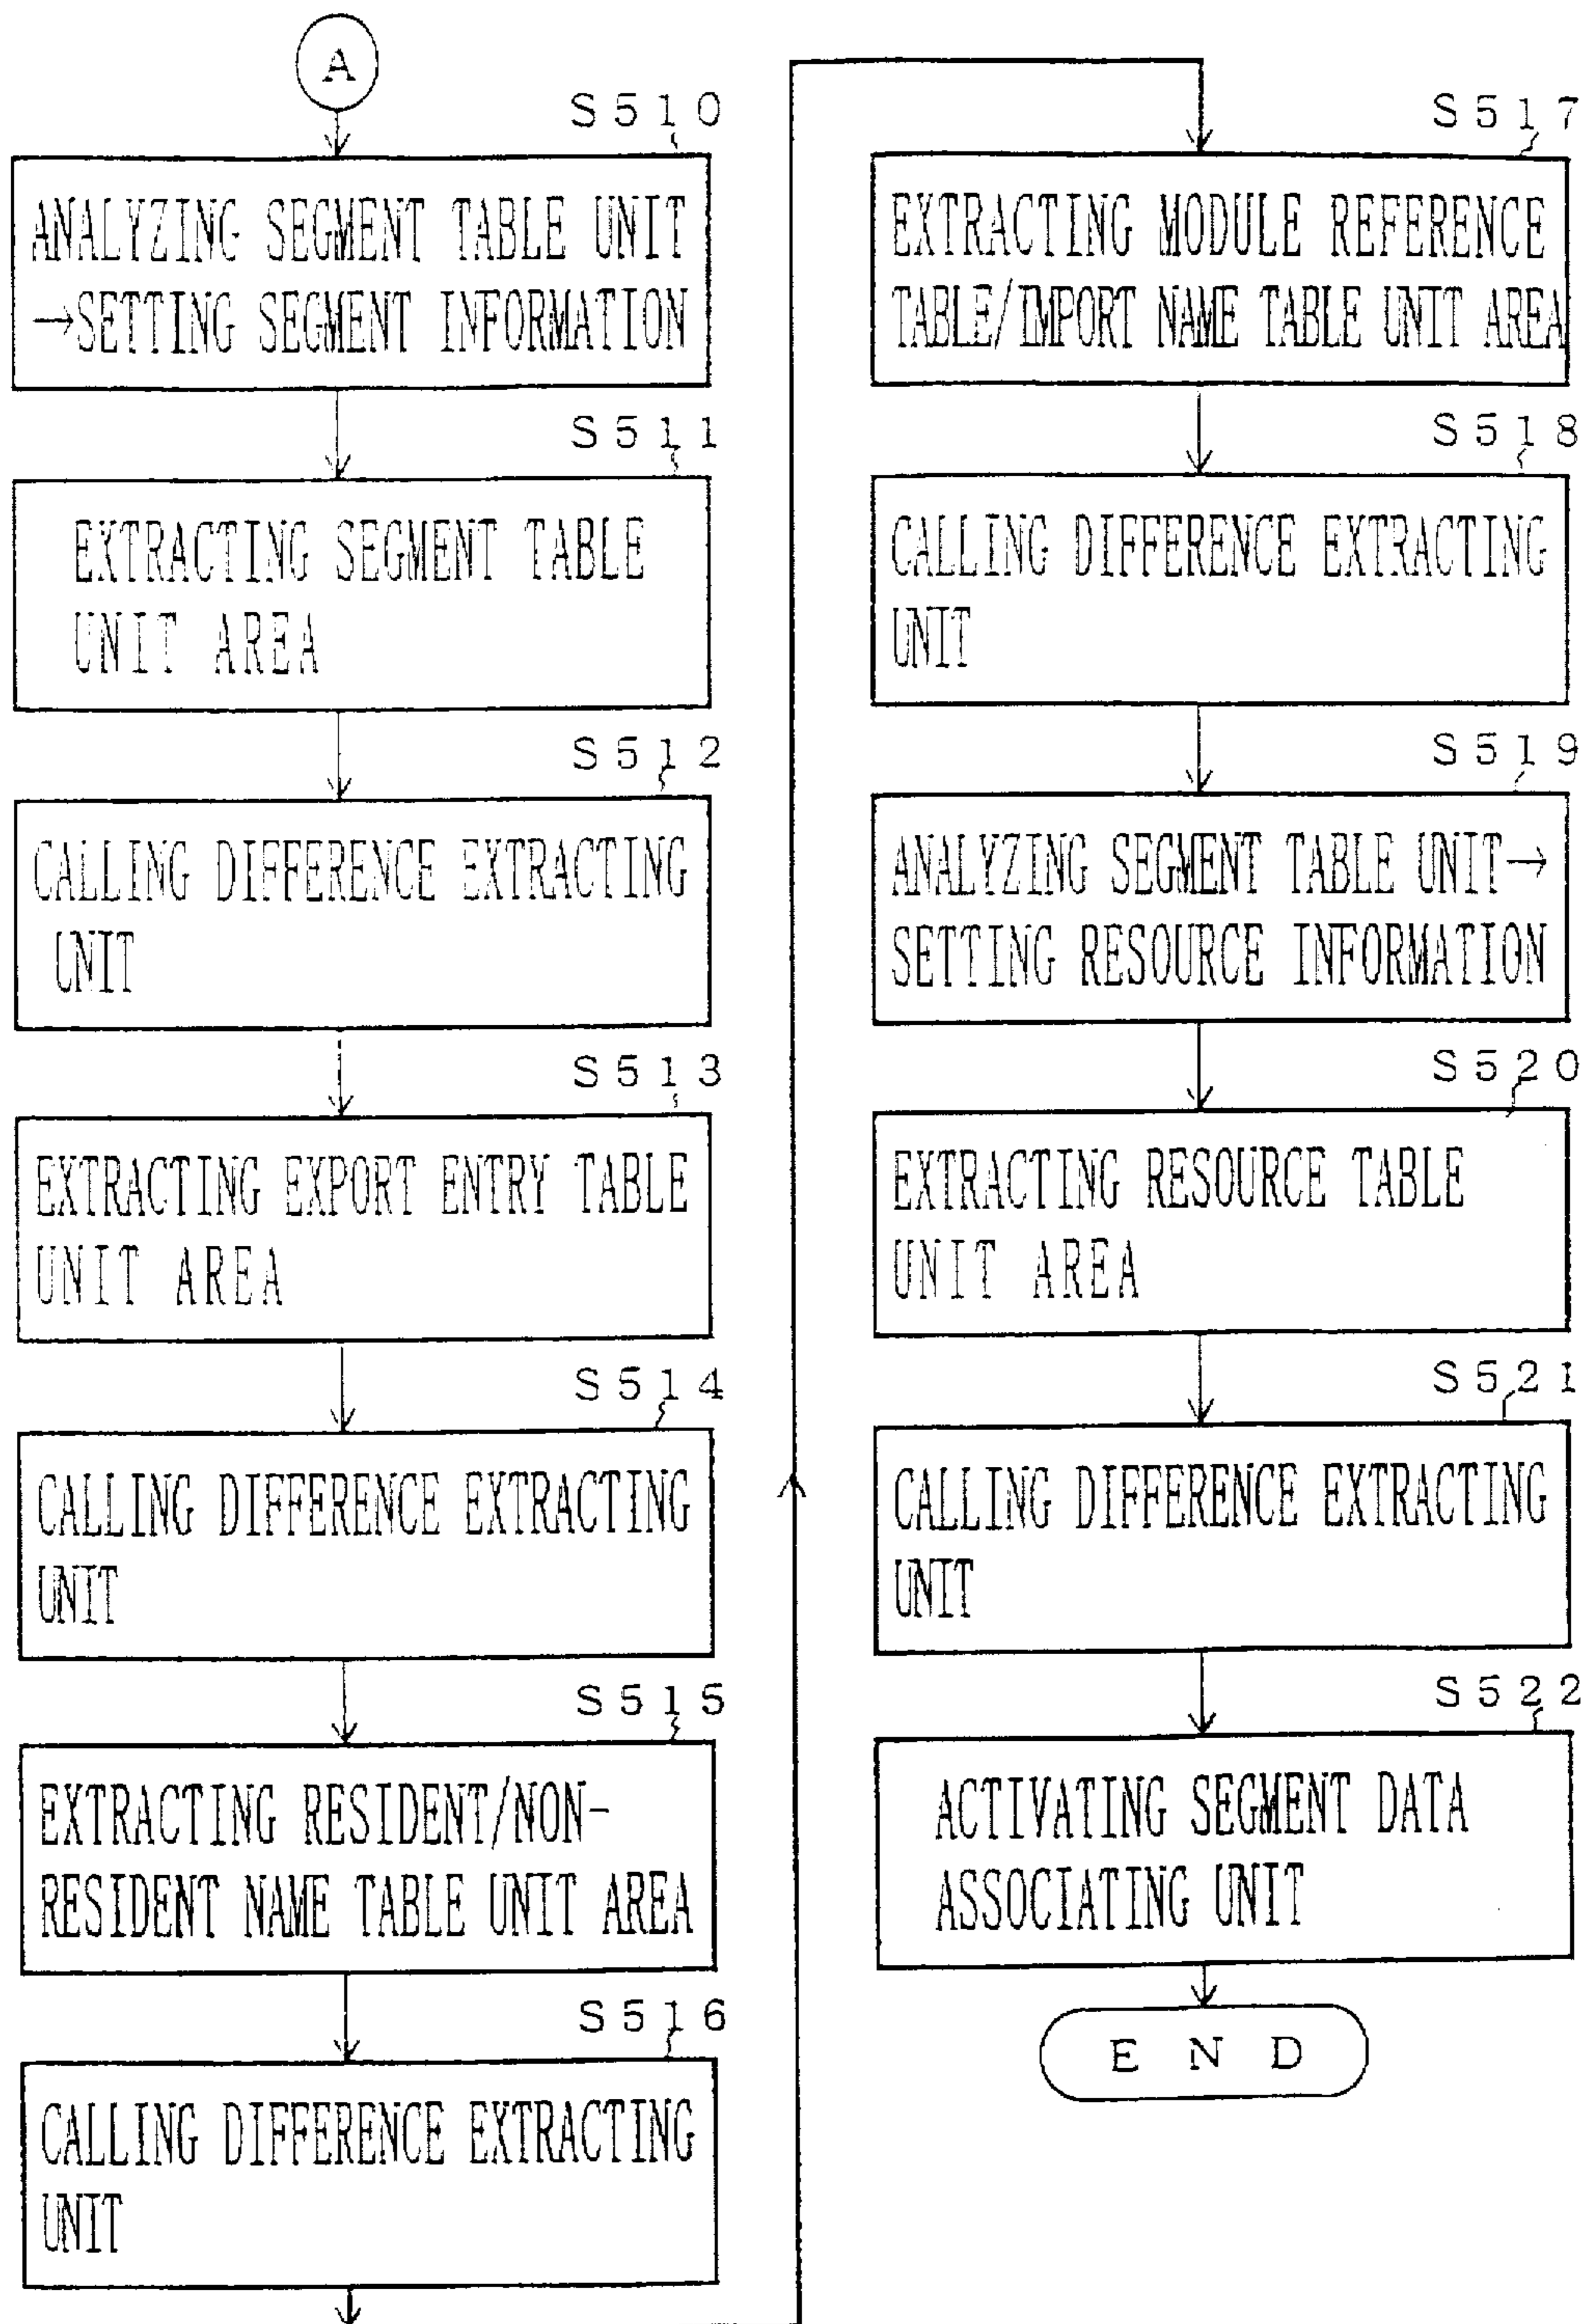 A
S510
ANALYZING SEGMENT TABLE UNIT
→SETTING SEGMENT INFORMATION
S511
EXTRACTING SEGMENT TABLE
UNIT AREA
S512
CALLING DIFFERENCE EXTRACTING
UNIT
S513
EXTRACTING EXPORT ENTRY TABLE
UNIT AREA
S514
CALLING DIFFERENCE EXTRACTING
UNIT
S515
EXTRACTING RESIDENT/NON-
RESIDENT NAME TABLE UNIT AREA
S516
CALLING DIFFERENCE EXTRACTING
UNIT
S517
EXTRACTING MODULE REFERENCE
TABLE/IMPORT NAME TABLE UNIT AREA
S518
CALLING DIFFERENCE EXTRACTING
UNIT
S519
ANALYZING SEGMENT TABLE UNIT→
SETTING RESOURCE INFORMATION
S520
EXTRACTING RESOURCE TABLE
UNIT AREA
S521
CALLING DIFFERENCE EXTRACTING
UNIT
S522
ACTIVATING SEGMENT DATA
ASSOCIATING UNIT
END